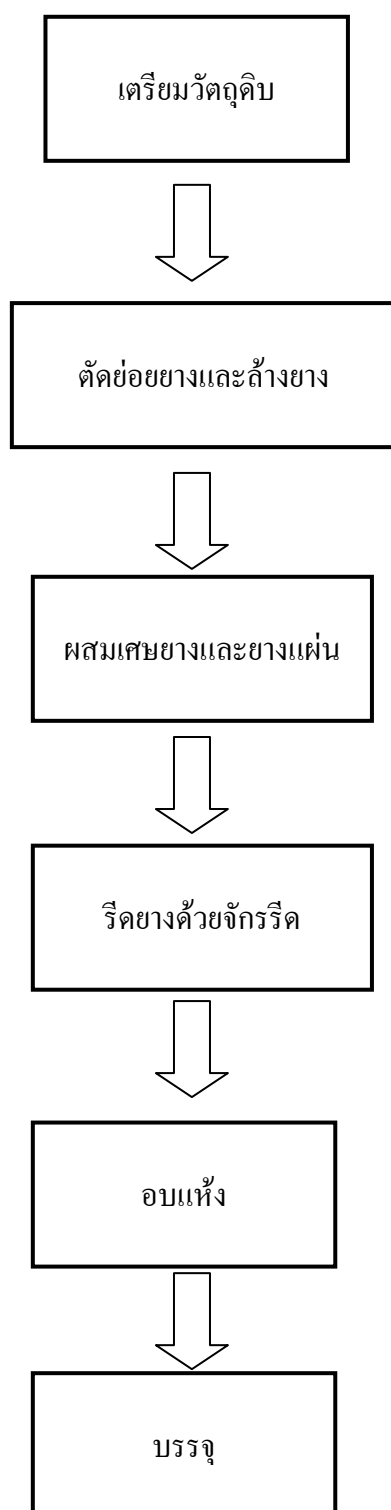 เตรียมวัตถุดิบ
ตัดย่อยยางและล้างยาง
ผสมเศษยางและยางแผ่น
รีดยางด้วยจักรรีด
อบแห้ง
บรรจุ